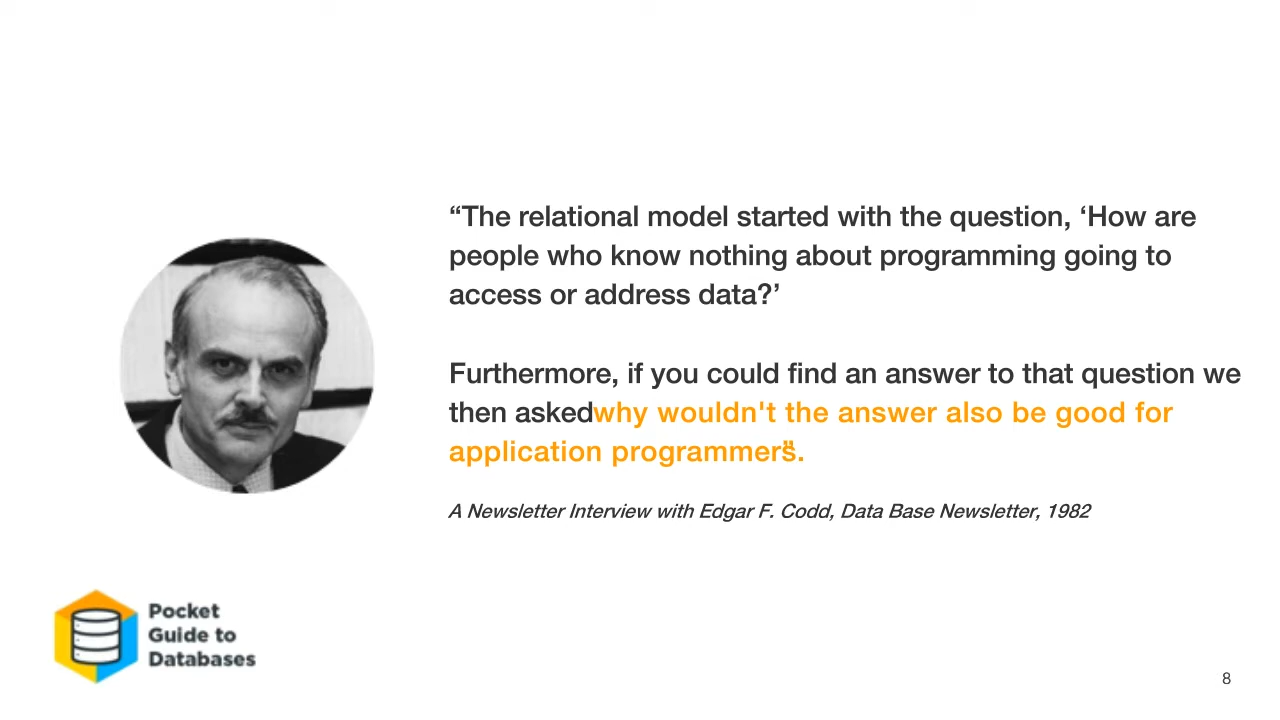 “The relational model started with the question, ‘How are
people who know nothing about programming going to
access or address data?’
Furthermore, if you could find an answer to that question we
then askedwhy wouldn't the answer also be good for
application programmers”.
A Newsletter Interview with Edgar F. Codd, Data Base Newsletter, 1982
Pocket
Guide to
Databases
8